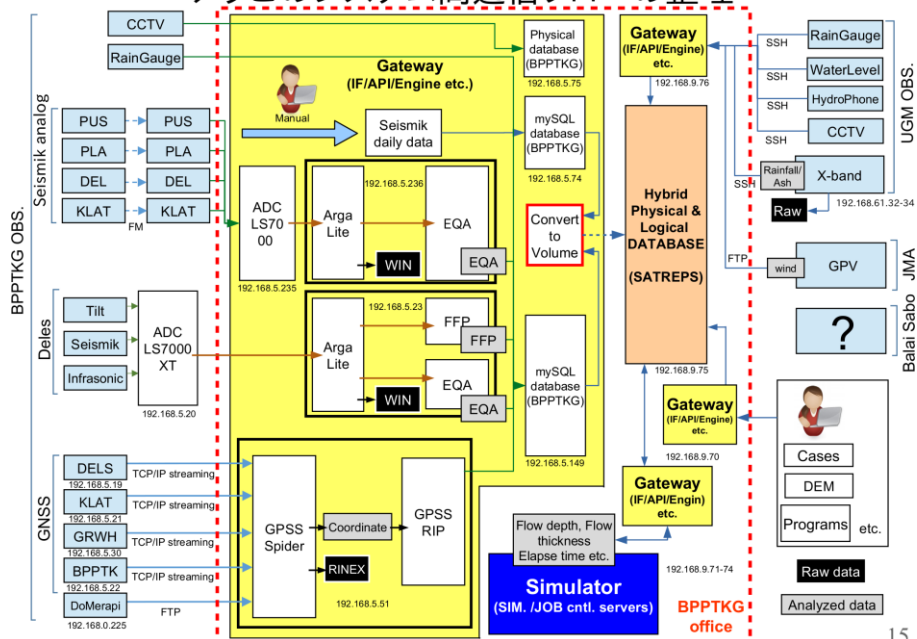 CCTV
RainGauge
BPPTKG OBS.
Seismik analog
PUS
PUS
PLA
PLA
DEL
DEL
KLAT
KLAT
FM
Deles
Tilt
Seismik
Infrasonic
ADC
LS7000
XT
192.168.5.20
GNSS
DELS
192.168.5.19
TCP/IP streaming
KLAT
192.168.5.21
TCP/IP streaming
GRWH
192.168.5.30
TCP/IP streaming
BPPTK
192.168.5.22
TCP/IP streaming
DoMerapi
192.168.0.225
FTP
Gateway
(IF/API/Engine etc.)
Manual
Seismik
daily data
Physical
database
(BPPTKG)
192.168.5.75
mySQL
database
(BPPTKG)
192.168.5.74
ADC
LS70
00
192.168.5.235
192.168.5.236
Arga
Lite
EQA
WIN
EQA
Convert
to
Volume
192.168.5.23
Arga
Lite
FFP
FFP
EQA
WIN
EQA
mySQL
database
(BPPTKG)
192.168.5.149
GPSS
Spider
Coordinate
GPSS
RIP
RINEX
192.168.5.51
Gateway
(IF/API/Engine)
etc.
192.168.9.76
Hybrid
Physical &
Logical
DATABASE
(SATREPS)
192.168.9.75
Gateway
(IF/API/Engine)
etc.
192.168.9.70
Gateway
(IF/API/Engin)
etc.
192.168.9.71-74
Flow depth, Flow
thickness
Elapse time etc.
Simulator
(SIM. /JOB cntl. servers)
BPPTKG
office
SSH
RainGauge
SSH
WaterLevel
SSH
HydroPhone
SSH
CCTV
UGM OBS.
SSH
Rainfall/
Ash
X-band
Raw
192.168.61.32-34
FTP
wind
GPV
JMA
?
Balai Sabo
Cases
DEM
Programs
etc.
Raw data
Analyzed data
15